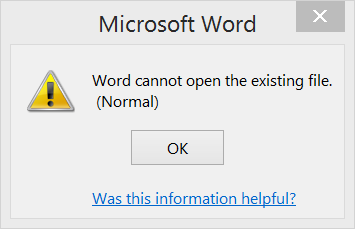 Microsoft Word
Word cannot open the existing file.
(Normal)
OK
Was this information helpful?